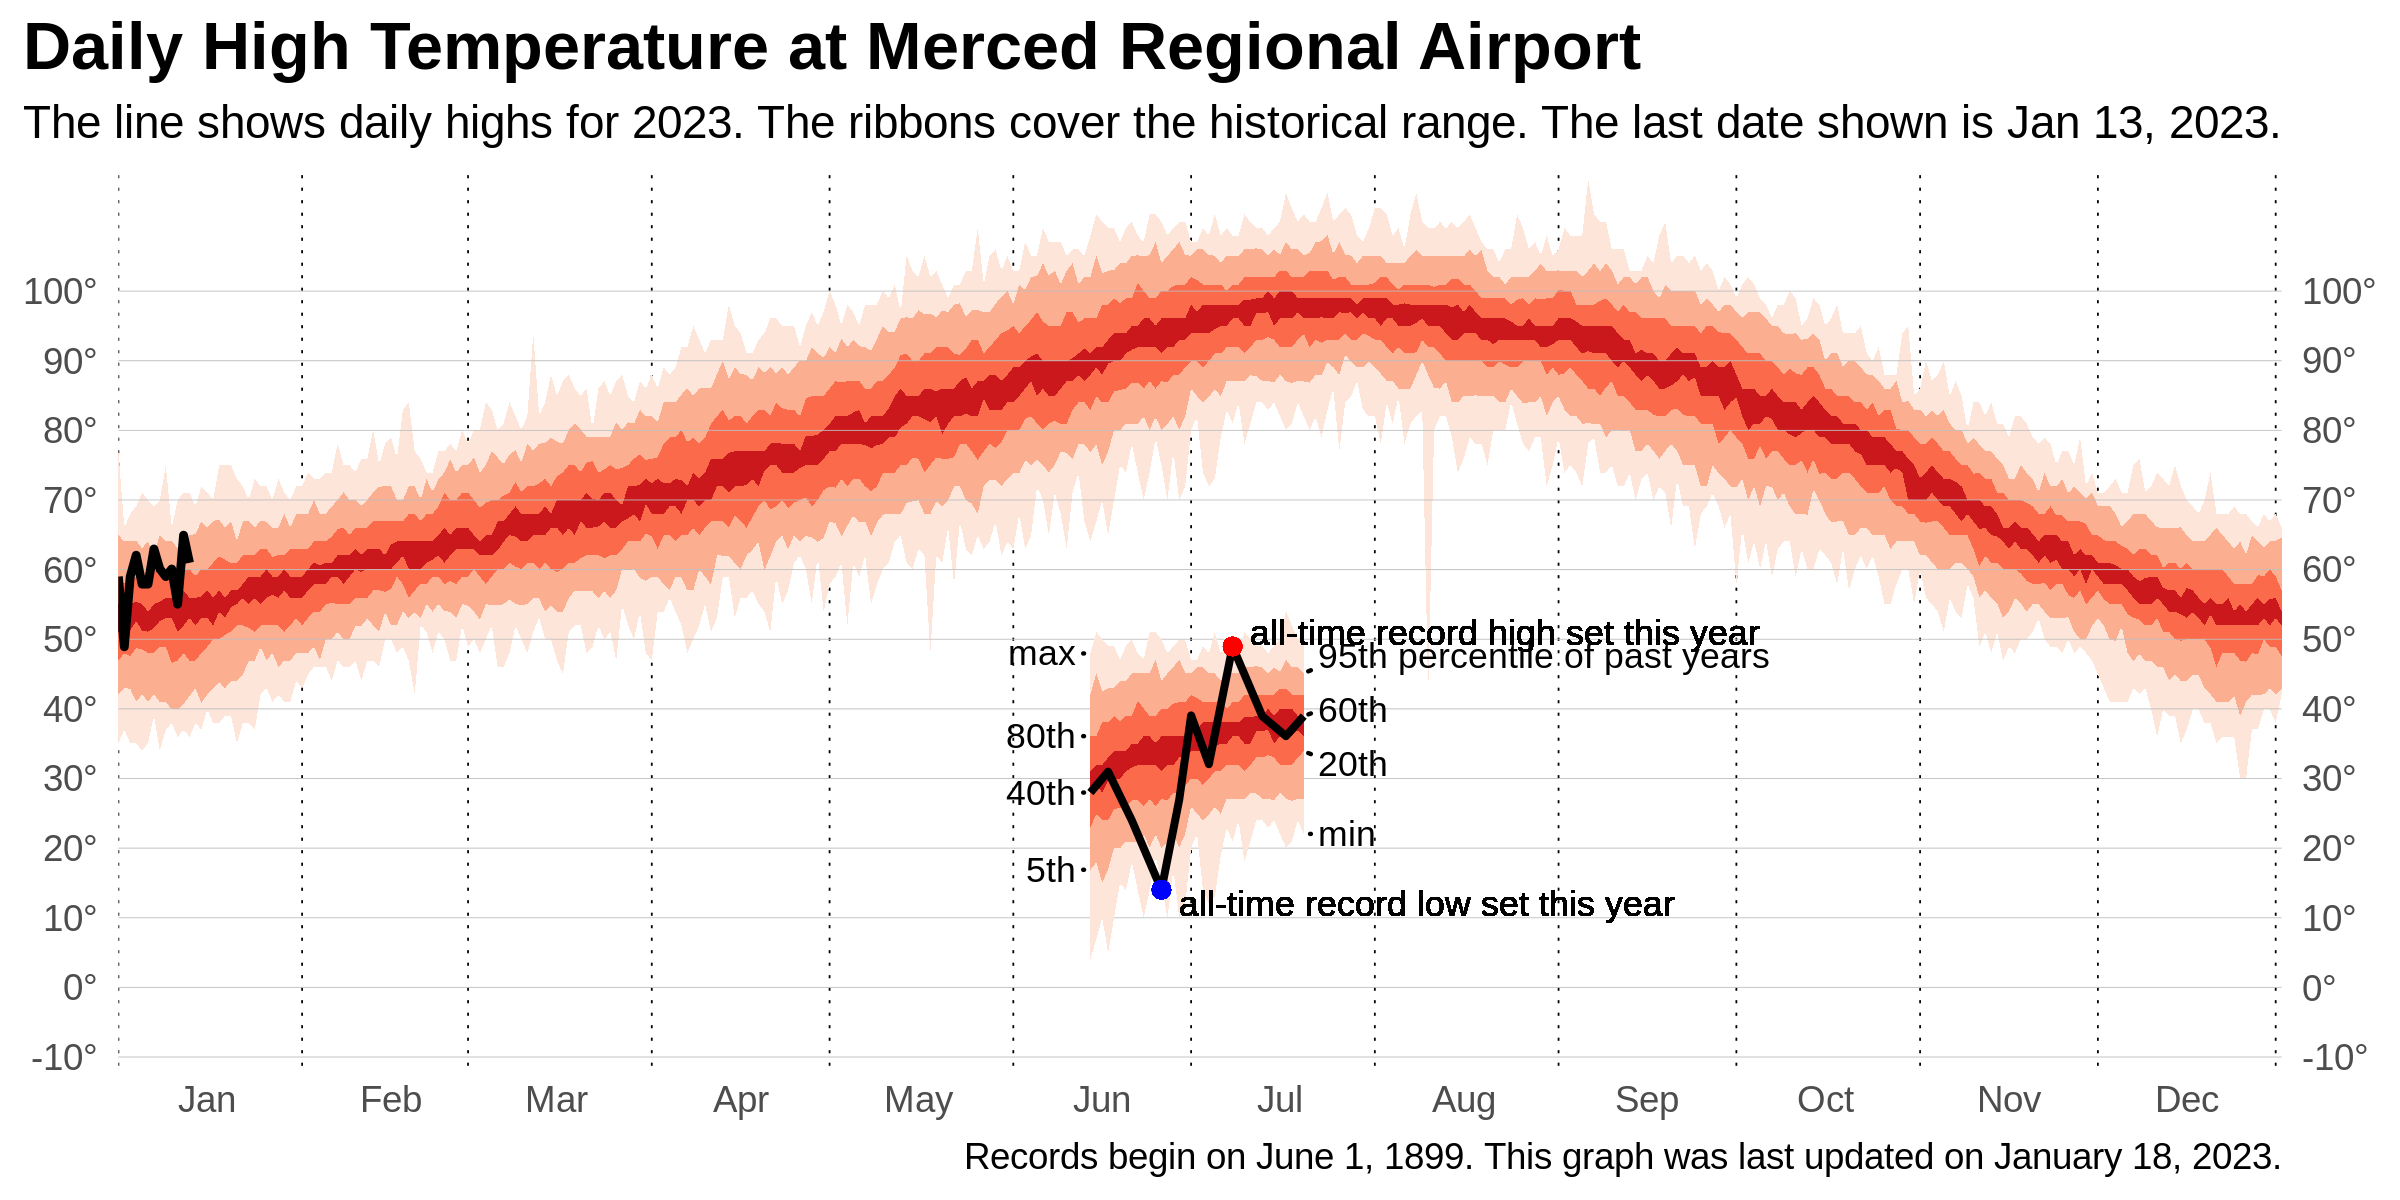 Daily High Temperature at Merced Regional Airport
The line shows daily highs for 2023. The ribbons cover the historical range. The last date shown is Jan 13, 2023.
100° 100°
90° 90°
80° 80°
70° 70°
60° 60°
50° 50°
40° 40°
30° 30°
20° 20°
10° 10°
0° 0°
-10° -10°
all-time record high set this year
max
95th percentile of past years
60th
80th
20th
40th
min
5th
all-time record low set this year
Jan Feb Mar Apr May Jun Jul Aug Sep Oct Nov Dec
Records begin on June 1, 1899. This graph was last updated on January 18, 2023.